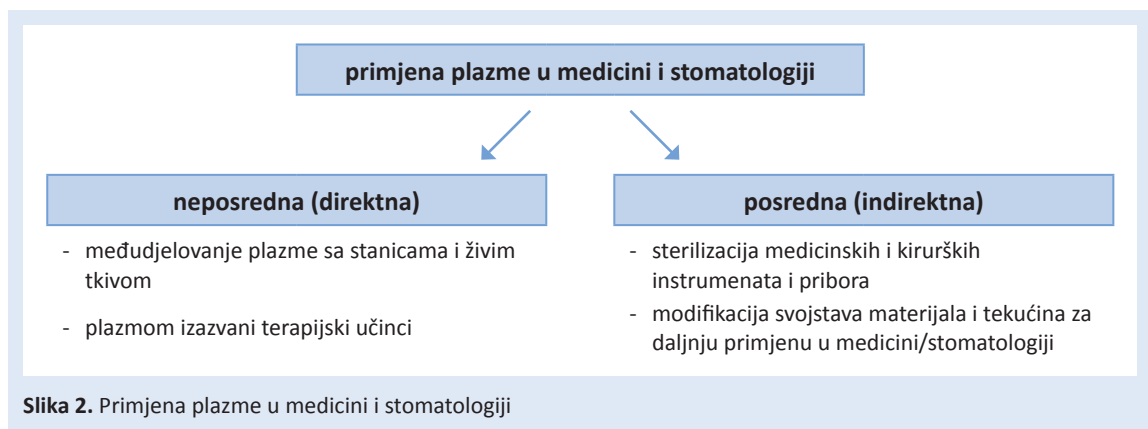 primjena plazme u medicini i stomatologiji
neposredna (direktna)
- međudjelovanje plazme sa stanicama i živim
tkivom
- plazmom izazvani terapijski učinci
posredna (indirektna)
- sterilizacija medicinskih i kirurških
instrumenata i pribora
- modifikacija svojstava materijala i tekućina za
daljnju primjenu u medicini/stomatologiji
Slika 2. Primjena plazme u medicini i stomatologiji